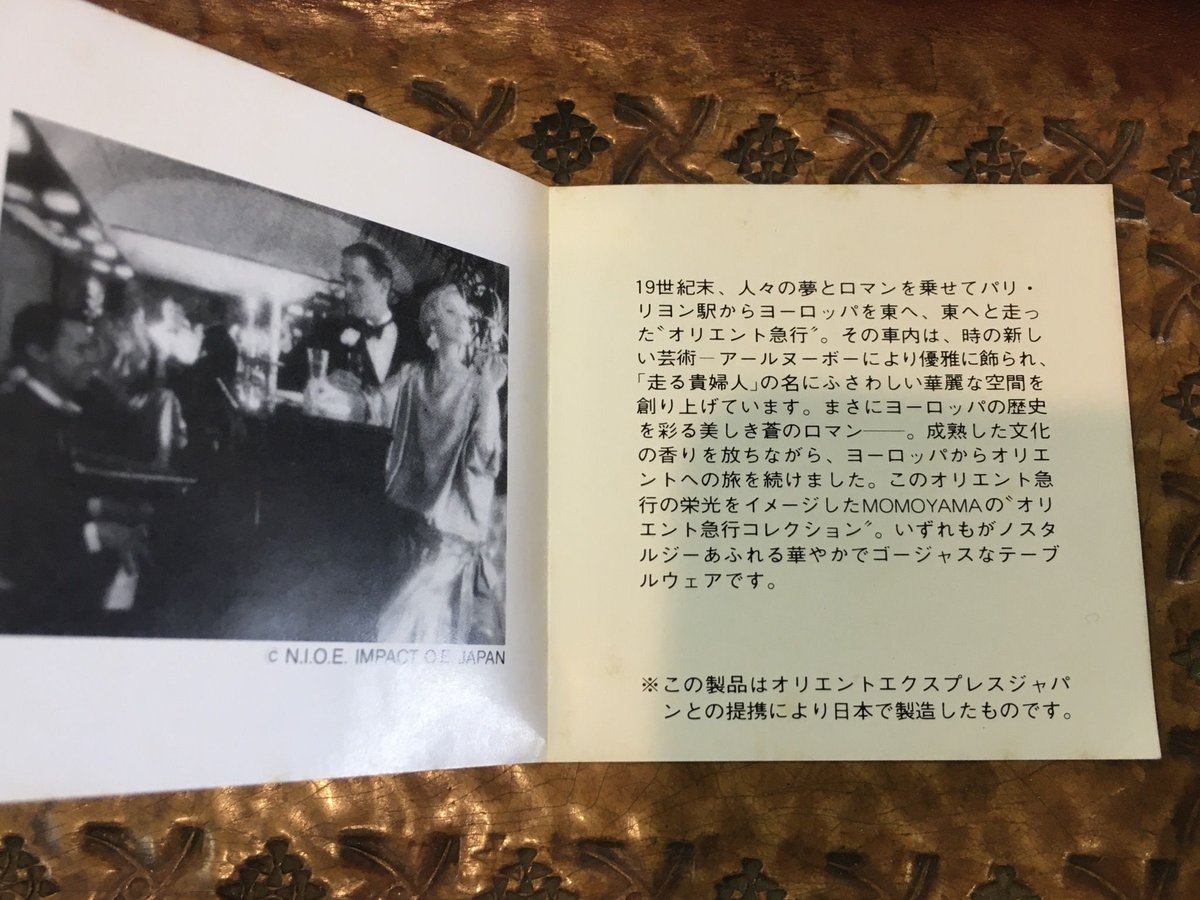 © N.I.O.E. IMPACT O.E. JAPAN
19世紀末、人々の夢とロマンを乗せてパリ・
リヨン駅からヨーロッパを東へ、東へと走っ
た〝オリエント急行〞。その車内は、時の新し
い芸術―アールヌーボーにより優雅に飾られ、
「走る貴婦人」の名にふさわしい華麗な空間を
創り上げています。まさにヨーロッパの歴史
を彩る美しき蒼のロマン――。成熟した文化
の香りを放ちながら、ヨーロッパからオリエ
ントへの旅を続けました。このオリエント急
行の栄光をイメージしたMOMOYAMAの〝オリ
エント急行コレクション〞。いずれもがノスタ
ルジーあふれる華やかでゴージャスなテーブ
ルウェアです。
※この製品はオリエントエクスプレスジャパ
ンとの提携により日本で製造したものです。